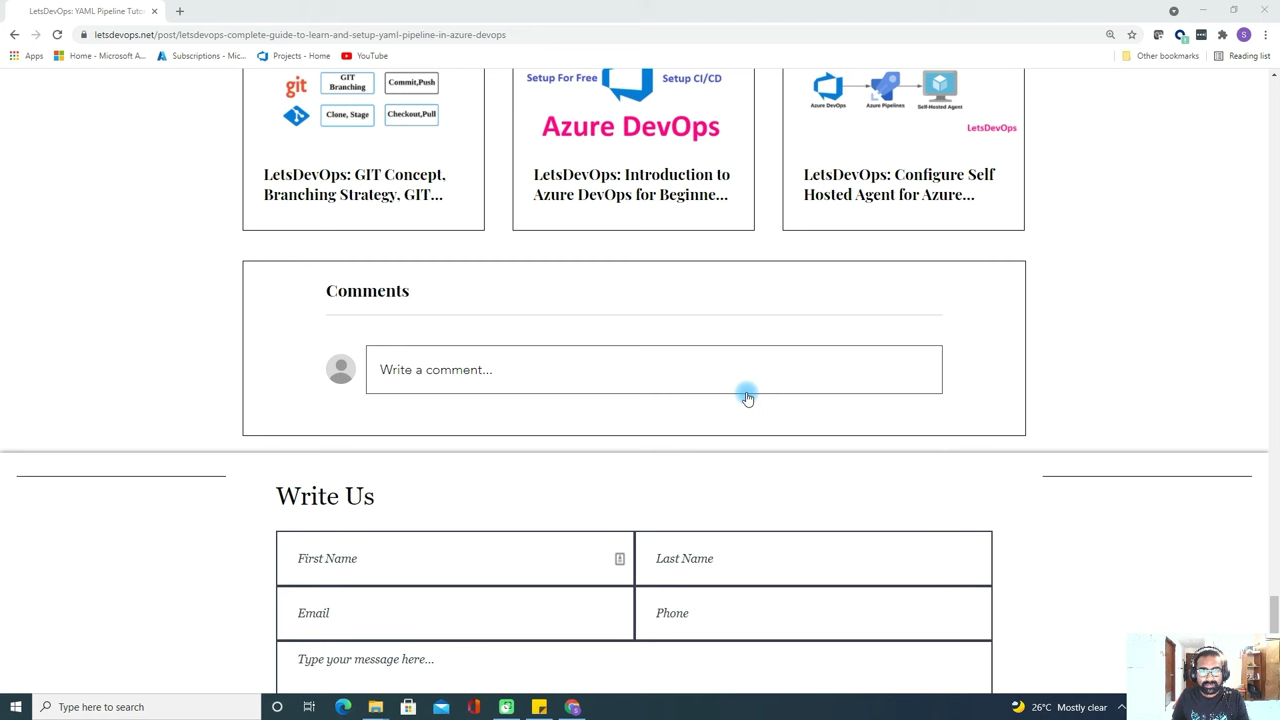 LetsDevOps: YAML Pipeline Tuto
letsdevops.net/post/letsdevops-complete-guide-to-learn-and-setup-yaml-pipeline-in-azure-devops
Apps
Home - Microsoft A...
Subscriptions - Mic...
Projects - Home
YouTube
Other bookmarks
Reading list
S
git
GIT
Branching
Commit,Push
Clone, Stage
Checkout,Pull
LetsDevOps: GIT Concept,
Branching Strategy, GIT...
Setup For Free
Setup CI/CD
Azure DevOps
LetsDevOps: Introduction to
Azure DevOps for Beginne...
Azure DevOps
Azure Pipelines
Self-Hosted Agent
LetsDevOps
LetsDevOps: Configure Self
Hosted Agent for Azure...
Comments
Write a comment...
Write Us
First Name
Last Name
Email
Phone
Type your message here...
Type here to search
26°C Mostly clear